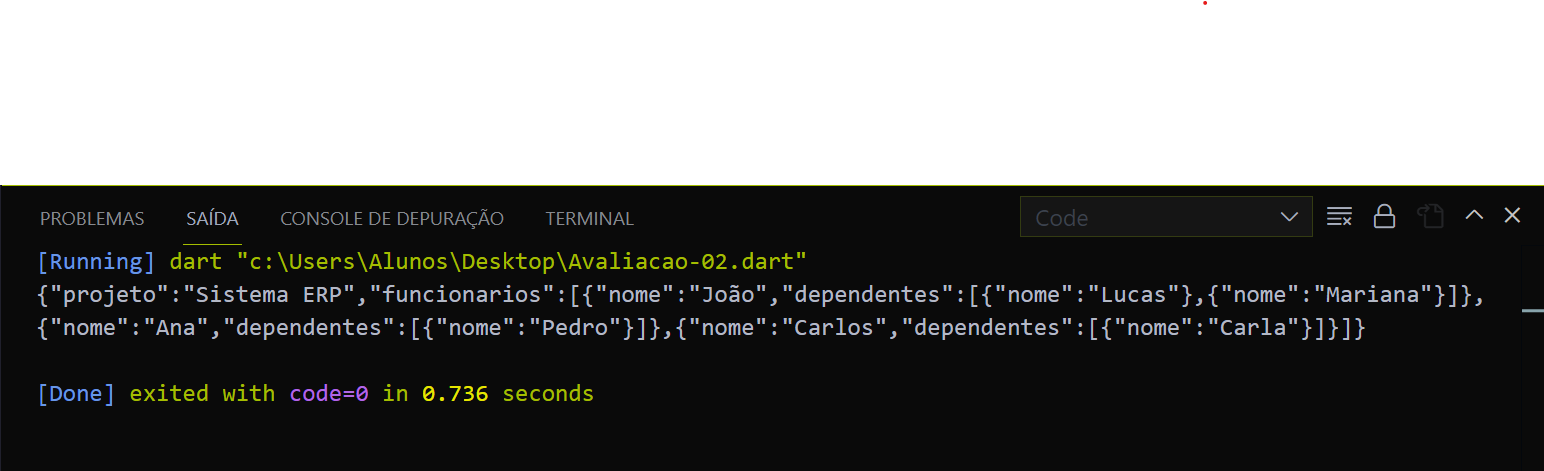 PROBLEMAS SAÍDA CONSOLE DE DEPURAÇÃO TERMINAL Code
[Running] dart "c:\Users\Alunos\Desktop\Avaliacao-02.dart"
{"projeto":"Sistema ERP","funcionarios":[{"nome":"João","dependentes":[{"nome":"Lucas"},{"nome":"Mariana"}]},
{"nome":"Ana","dependentes":[{"nome":"Pedro"}]},{"nome":"Carlos","dependentes":[{"nome":"Carla"}]}]}
[Done] exited with code=0 in 0.736 seconds